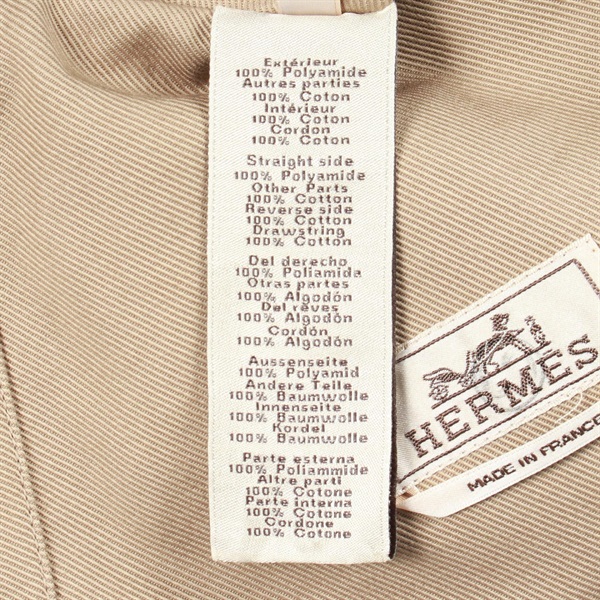 Extérieur
100% Polyamide
Autres parties
100% Coton
Intérieur
100% Coton
Cordon
100% Coton
Straight side
100% Polyamide
Other Parts
100% Cotton
Reverse side
100% Cotton
Drawstring
100% Cotton
Del derecho
100% Poliamida
Otras partes
100% Algodón
Del révés
100% Algodón
Cordón
100% Algodón
Aussenseite
100% Polyamid
Andere Teile
100% Baumwolle
Innenseite
100% Baumwolle
Kordel
100% Baumwolle
Parte esterna
100% Poliammide
Altre parti
100% Cotone
Parte interna
100% Cotone
Cordone
100% Cotone
HERMÈS
MADE IN FRANCE